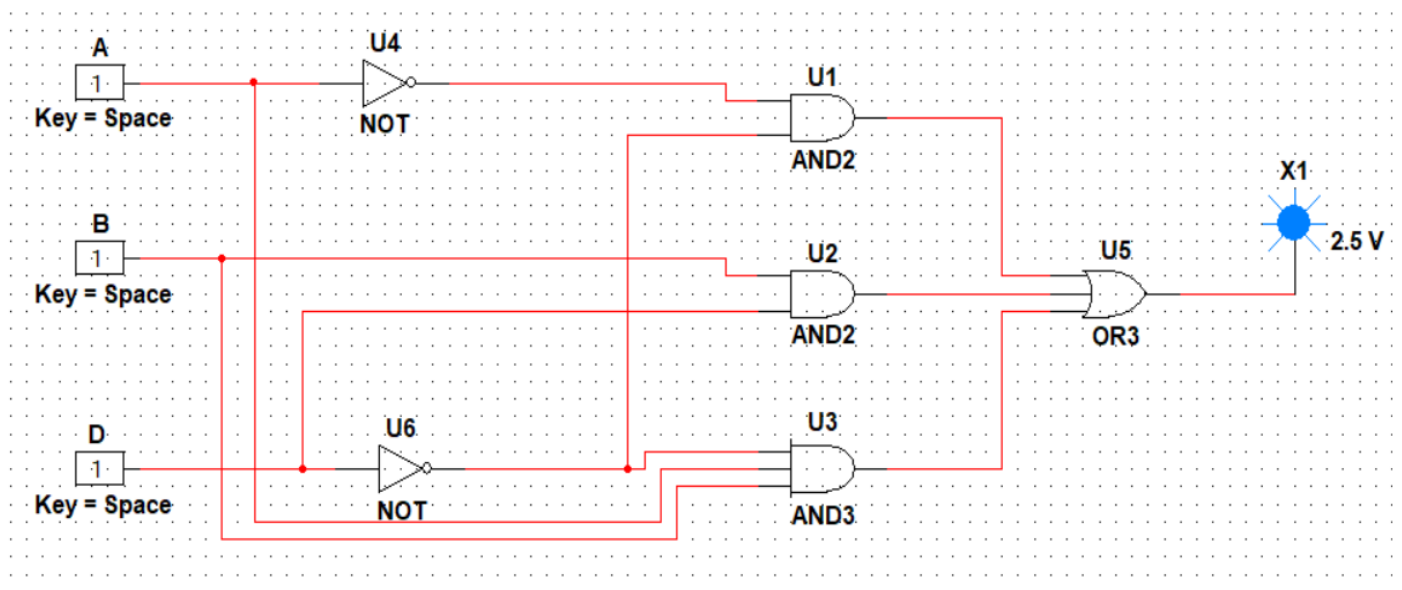 A
1
Key = Space
U4
NOT
U1
AND2
X1
2.5 V
B
1
Key = Space
U2
AND2
U5
OR3
D
1
Key = Space
U6
NOT
U3
AND3